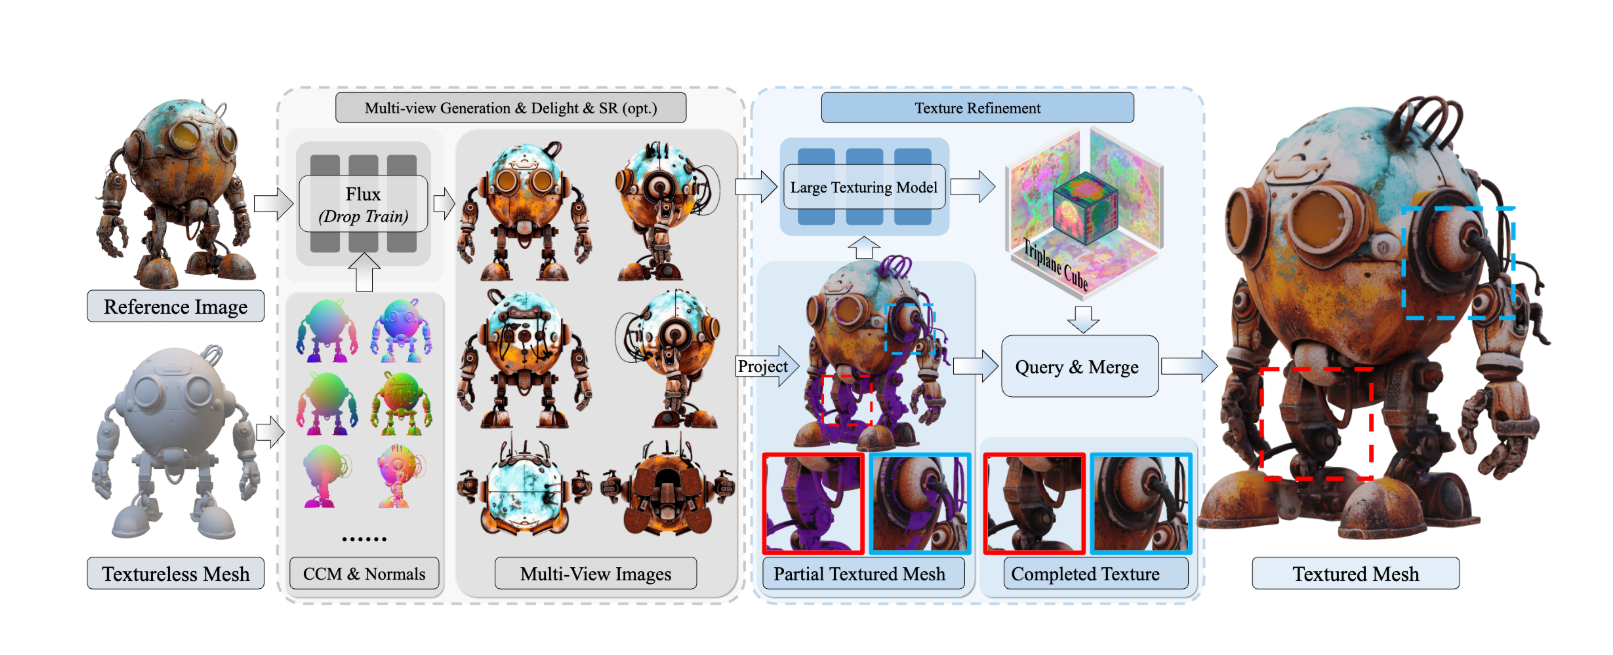 Multi-view Generation & Delight & SR (opt.)
Texture Refinement
Flux
(Drop Train)
Large Texturing Model
Triplane Cube
Reference Image
Project
Query & Merge
......
Textureless Mesh
CCM & Normals
Multi-View Images
Partial Textured Mesh
Completed Texture
Textured Mesh